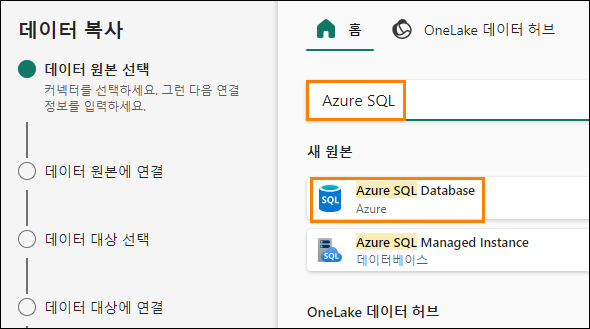 데이터 복사
데이터 원본 선택
커넥터를 선택하세요. 그런 다음 연결
정보를 입력하세요.
데이터 원본에 연결
데이터 대상 선택
데이터 대상에 연결
홈
OneLake 데이터 허브
Azure SQL
새 원본
SQL
Azure SQL Database
Azure
SQL
Azure SQL Managed Instance
데이터베이스
OneLake 데이터 허브